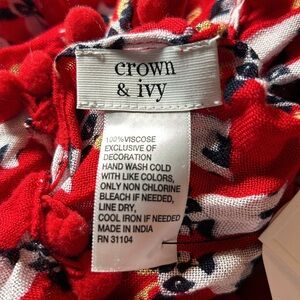 crown
& ivy
100%VISCOSE
EXCLUSIVE OF
DECORATION
HAND WASH COLD
WITH LIKE COLORS,
ONLY NON CHLORINE
BLEACH IF NEEDED,
LINE DRY,
COOL IRON IF NEEDED
MADE IN INDIA
RN 31104